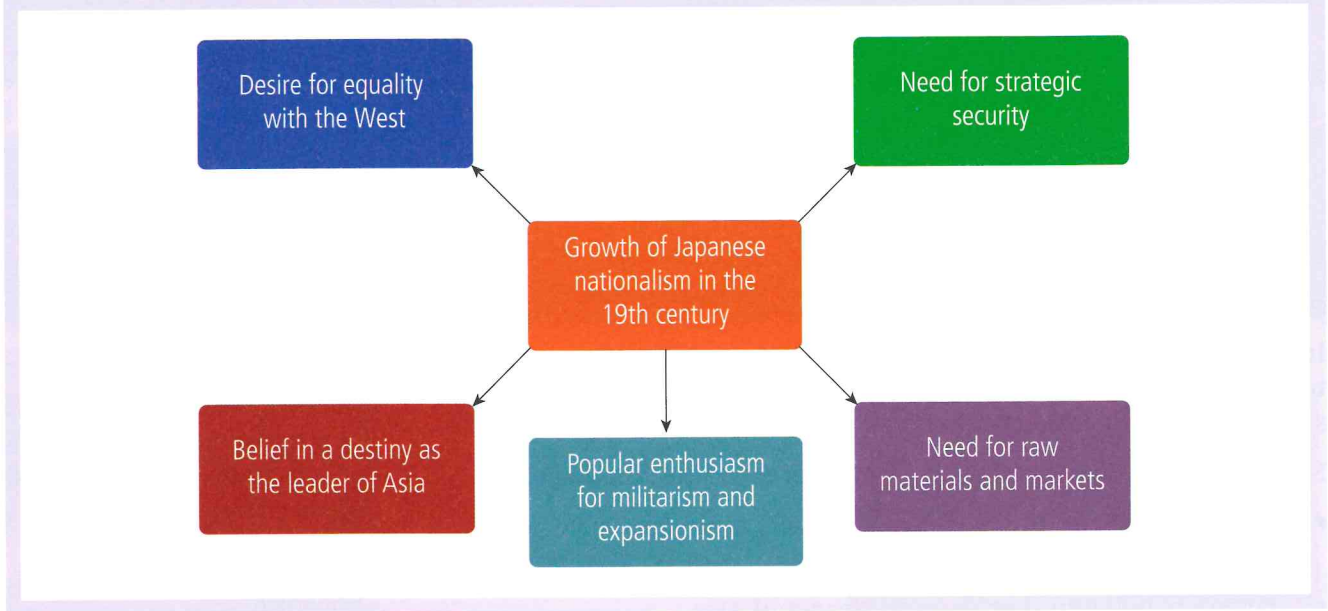 Desire for equality
with the West
Need for strategic
security
Growth of Japanese
nationalism in the
19th century
Belief in a destiny as
the leader of Asia
Popular enthusiasm
for militarism and
expansionism
Need for raw
materials and markets